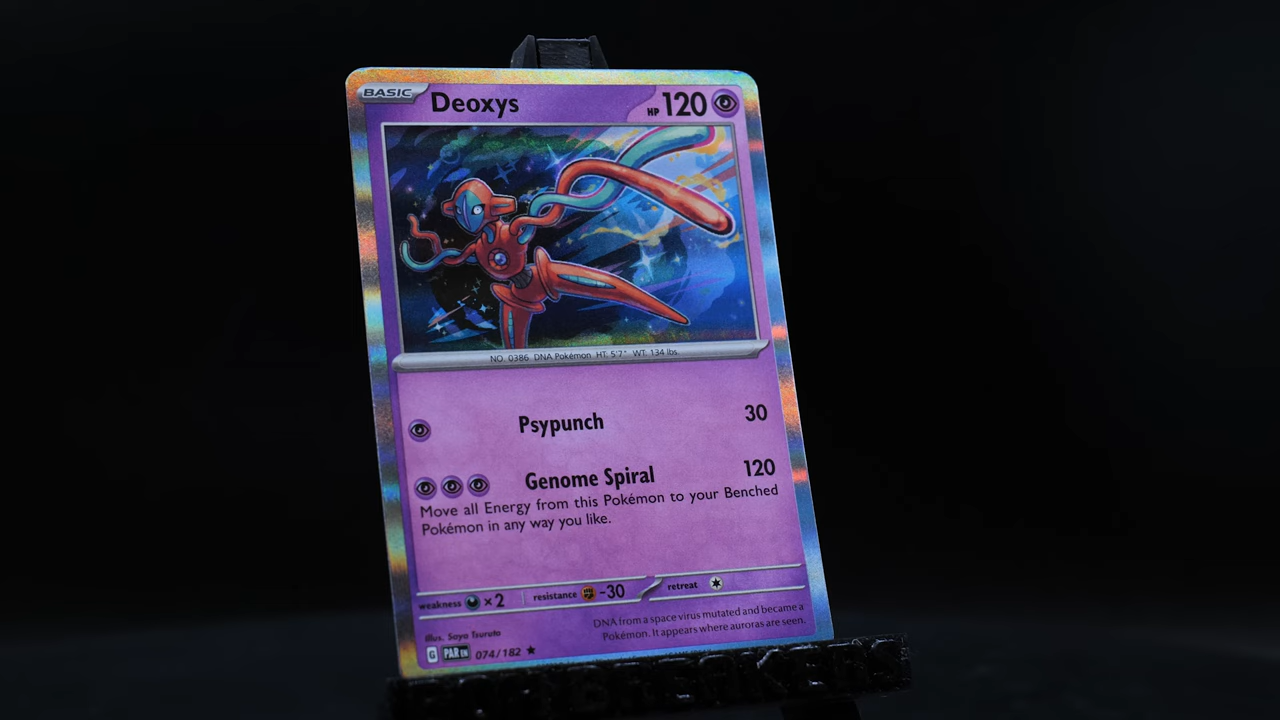 BASIC Deoxys HP 120
NO. 0386 DNA Pokémon HT: 5'7" WT: 134 lbs.
Psypunch 30
Genome Spiral 120
Move all Energy from this Pokémon to your Benched
Pokémon in any way you like.
weakness ×2 resistance -30 retreat
DNA from a space virus mutated and became a
Pokémon. It appears where auroras are seen.
Illus. Saya Tsuruta
G PAR EN 074/182